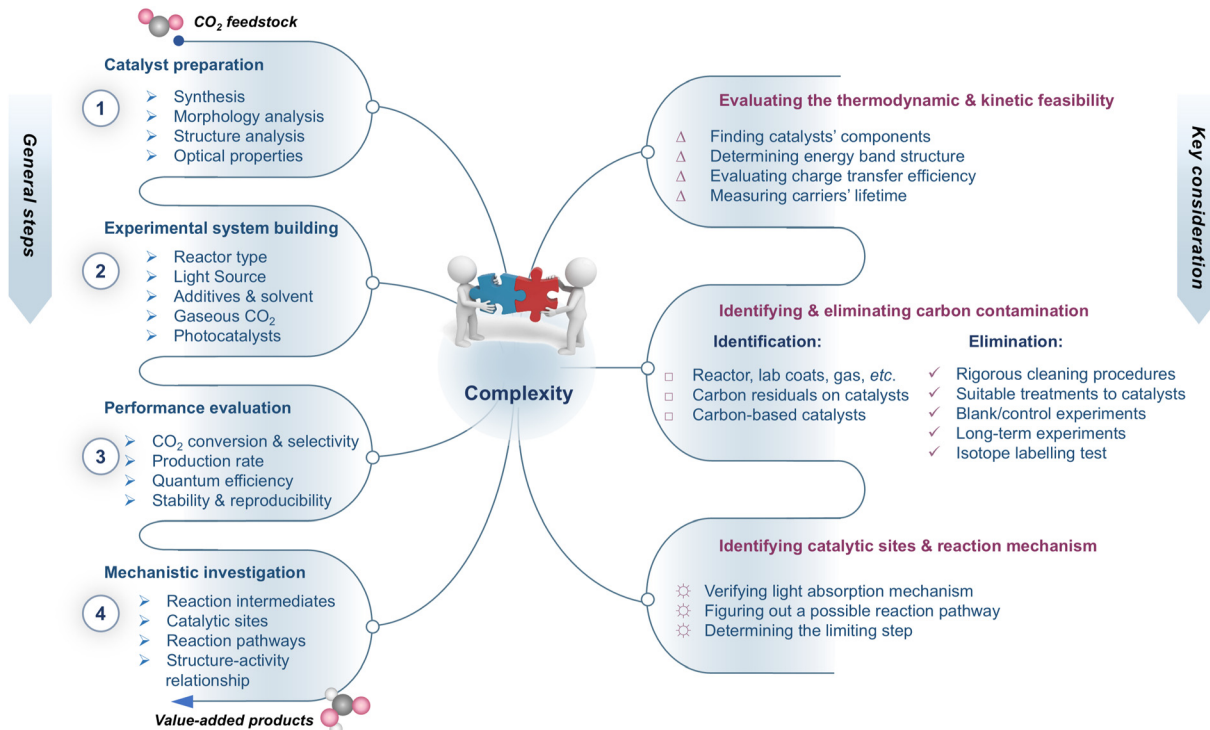 CO₂ feedstock
General steps
Catalyst preparation
1
Synthesis
Morphology analysis
Structure analysis
Optical properties
Experimental system building
2
Reactor type
Light Source
Additives & solvent
Gaseous CO₂
Photocatalysts
Performance evaluation
3
CO₂ conversion & selectivity
Production rate
Quantum efficiency
Stability & reproducibility
Mechanistic investigation
4
Reaction intermediates
Catalytic sites
Reaction pathways
Structure-activity
relationship
Value-added products
Complexity
Key consideration
Evaluating the thermodynamic & kinetic feasibility
Finding catalysts' components
Determining energy band structure
Evaluating charge transfer efficiency
Measuring carriers' lifetime
Identifying & eliminating carbon contamination
Identification:
Reactor, lab coats, gas, etc.
Carbon residuals on catalysts
Carbon-based catalysts
Elimination:
Rigorous cleaning procedures
Suitable treatments to catalysts
Blank/control experiments
Long-term experiments
Isotope labelling test
Identifying catalytic sites & reaction mechanism
Verifying light absorption mechanism
Figuring out a possible reaction pathway
Determining the limiting step